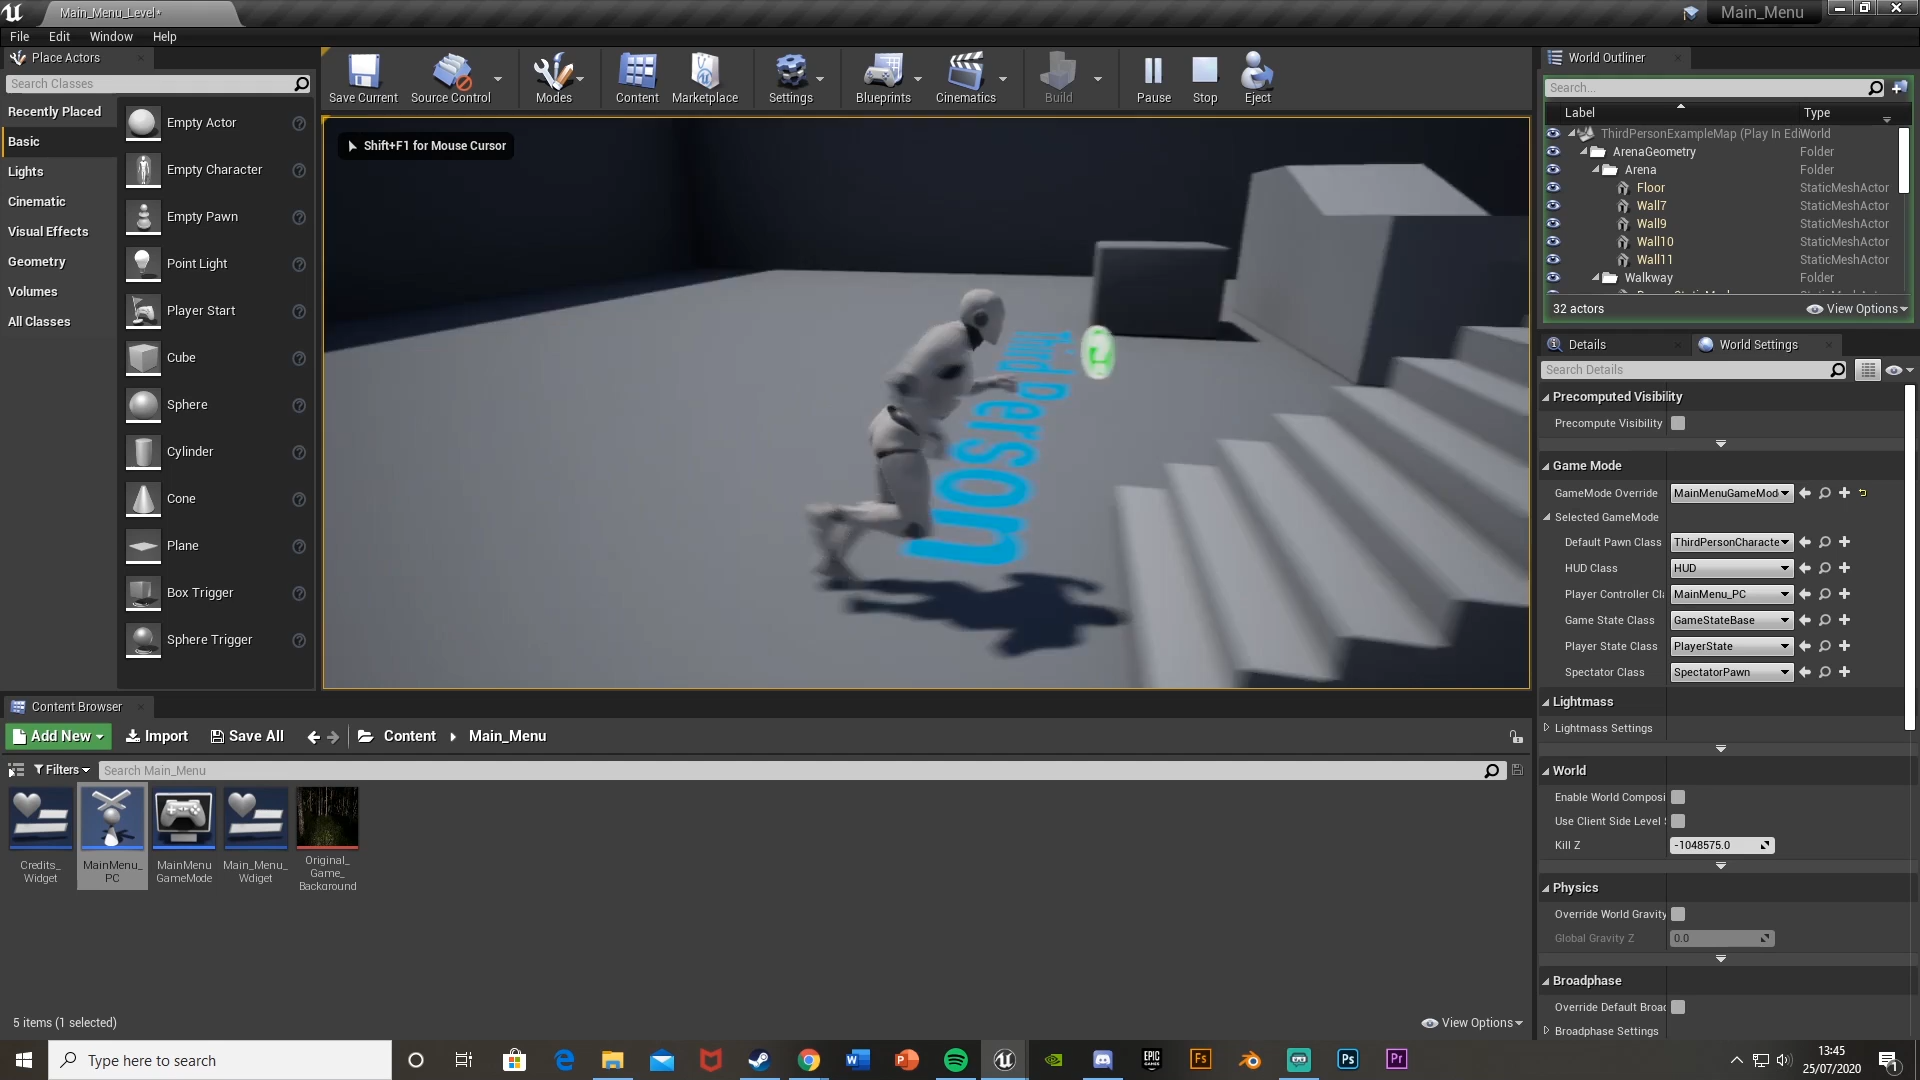 Main_Menu_Level*
Main_Menu
File Edit Window Help
Place Actors
Search Classes
Recently Placed
Basic
Lights
Cinematic
Visual Effects
Geometry
Volumes
All Classes
Empty Actor
Empty Character
Empty Pawn
Point Light
Player Start
Cube
Sphere
Cylinder
Cone
Plane
Box Trigger
Sphere Trigger
Save Current Source Control Modes Content Marketplace Settings Blueprints Cinematics Build Pause Stop Eject
Shift+F1 for Mouse Cursor
Third Person
World Outliner
Search...
Label Type
ThirdPersonExampleMap (Play In Edi World
ArenaGeometry Folder
Arena Folder
Floor StaticMeshActor
Wall7 StaticMeshActor
Wall9 StaticMeshActor
Wall10 StaticMeshActor
Wall11 StaticMeshActor
Walkway Folder
32 actors View Options
Details World Settings
Search Details
Precomputed Visibility
Precompute Visibility
Game Mode
GameMode Override MainMenuGameMod
Selected GameMode
Default Pawn Class ThirdPersonCharacte
HUD Class HUD
Player Controller Cl MainMenu_PC
Game State Class GameStateBase
Player State Class PlayerState
Spectator Class SpectatorPawn
Lightmass
Lightmass Settings
World
Enable World Composi
Use Client Side Level
Kill Z -1048575.0
Physics
Override World Gravity
Global Gravity Z 0.0
Broadphase
Override Default Broad
Broadphase Settings
Content Browser
Add New Import Save All Content Main_Menu
Filters Search Main_Menu
Credits_
Widget
MainMenu_
PC
MainMenu
GameMode
Main_Menu_
Wdiget
Original_
Game_
Background
5 items (1 selected) View Options
Type here to search
13:45
25/07/2020